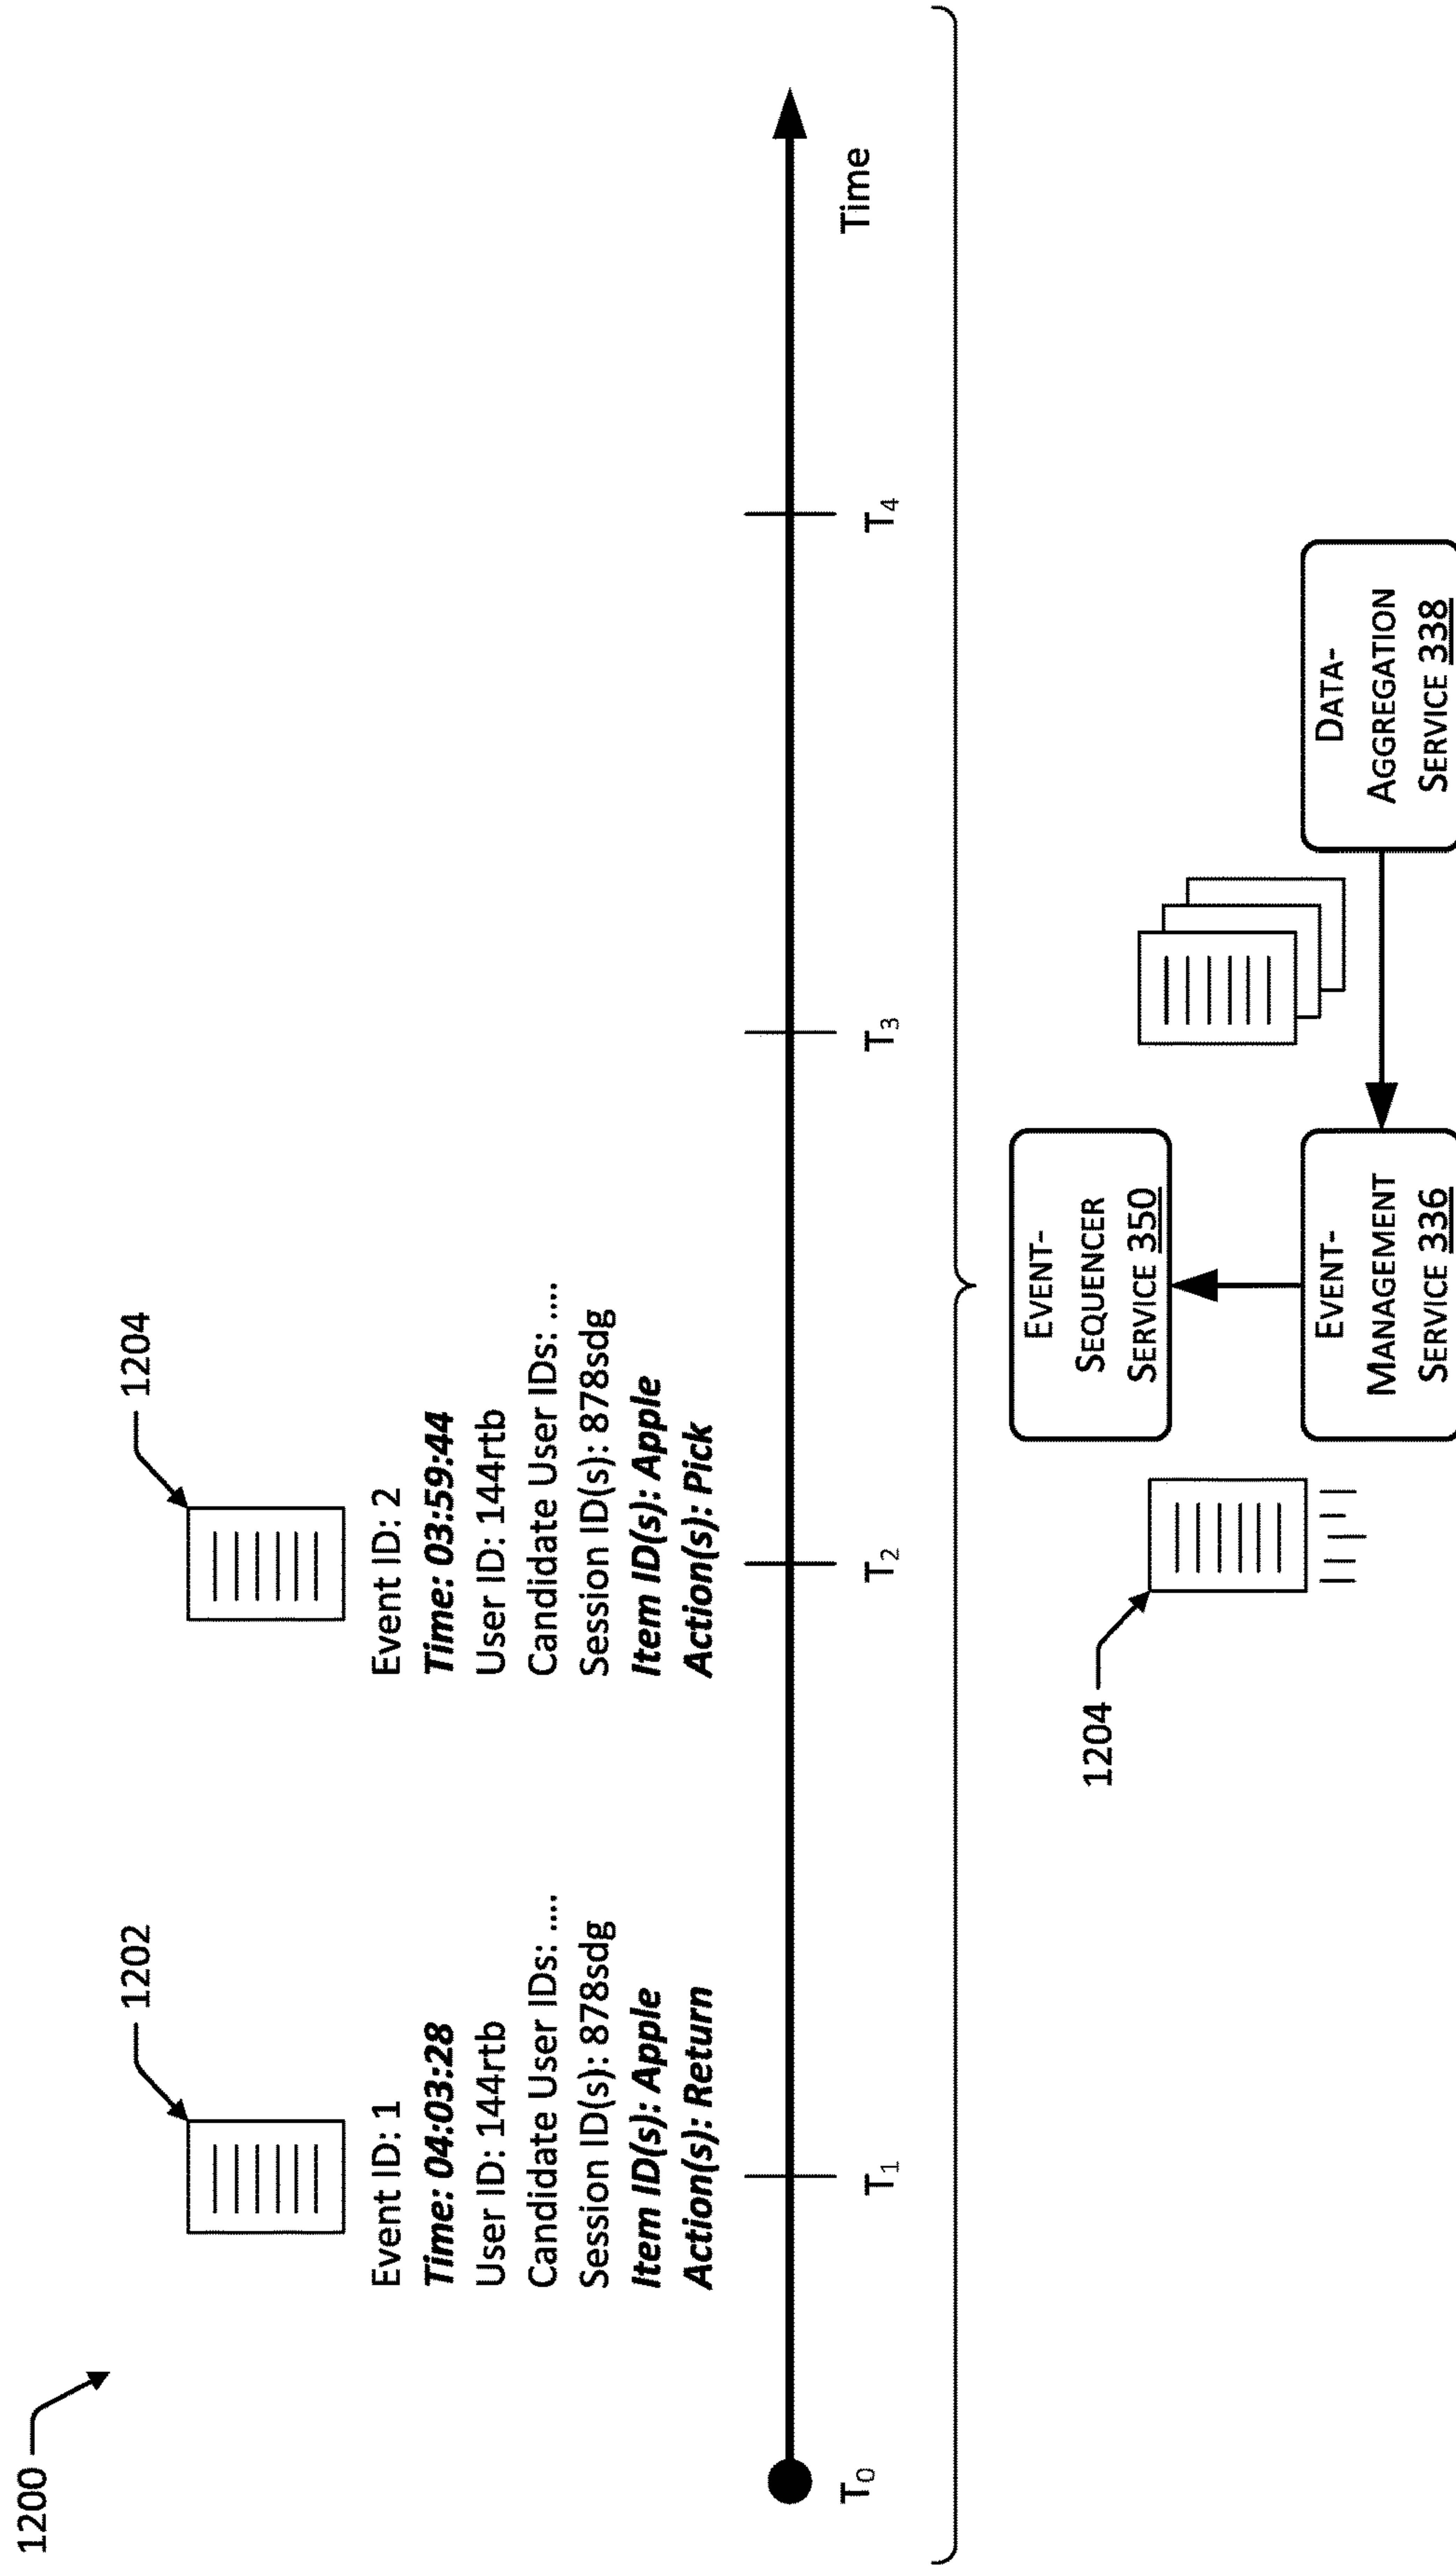 1200
1202
Event ID: 1
Time: 04:03:28
User ID: 144rtb
Candidate User IDs: ....
Session ID(s): 878sdg
Item ID(s): Apple
Action(s): Return
1204
Event ID: 2
Time: 03:59:44
User ID: 144rtb
Candidate User IDs: ....
Session ID(s): 878sdg
Item ID(s): Apple
Action(s): Pick
T0
T1
T2
T3
T4
Time
1204
EVENT-
SEQUENCER
SERVICE 350
EVENT-
MANAGEMENT
SERVICE 336
DATA-
AGGREGATION
SERVICE 338